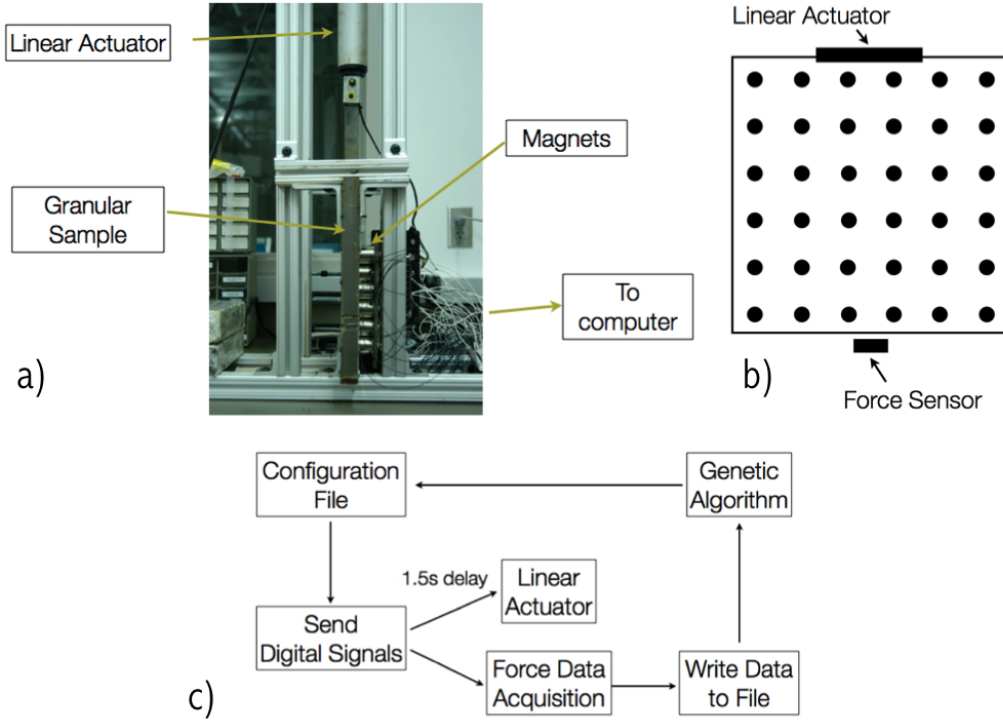 Linear Actuator
Magnets
Granular
Sample
To
computer
a)
Linear
Actuator
Force Sensor
b)
Configuration
File
Genetic
Algorithm
1.5s delay
Linear
Actuator
Send
Digital Signals
Force Data
Acquisition
Write Data
to File
c)